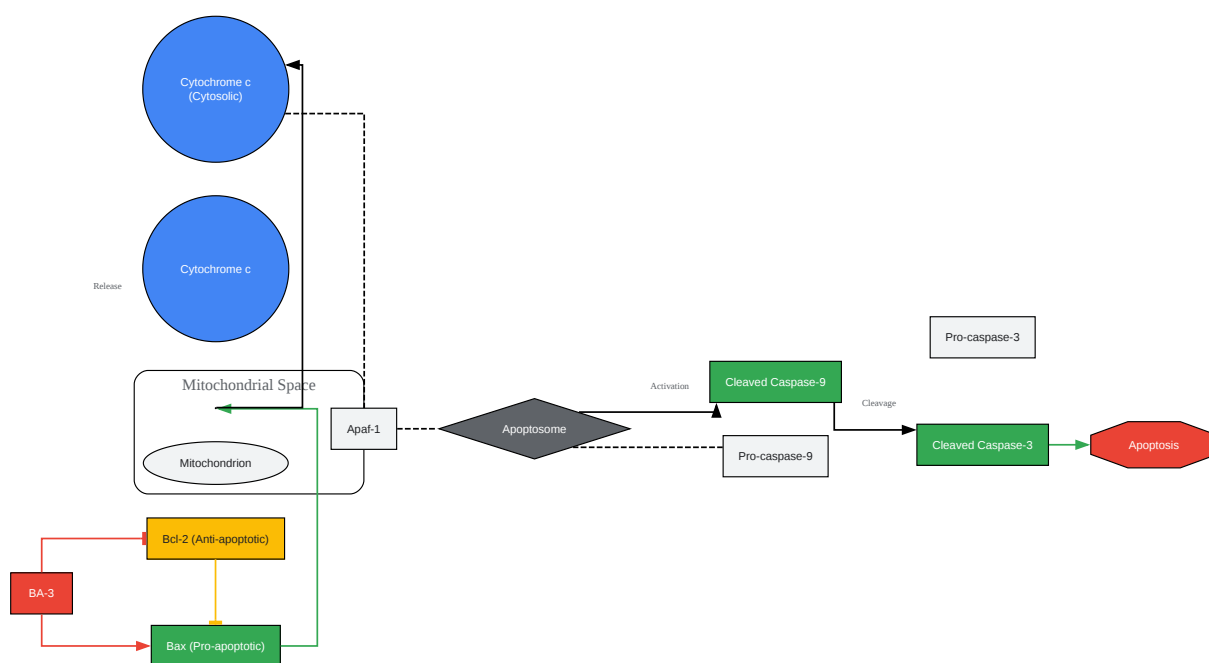 Cytochrome c
(Cytosolic)
Cytochrome c
Release
Mitochondrial Space
Mitochondrion
Apaf-1
Apoptosome
Activation
Cleaved Caspase-9
Pro-caspase-9
Cleavage
Pro-caspase-3
Cleaved Caspase-3
Apoptosis
Bcl-2 (Anti-apoptotic)
BA-3
Bax (Pro-apoptotic)